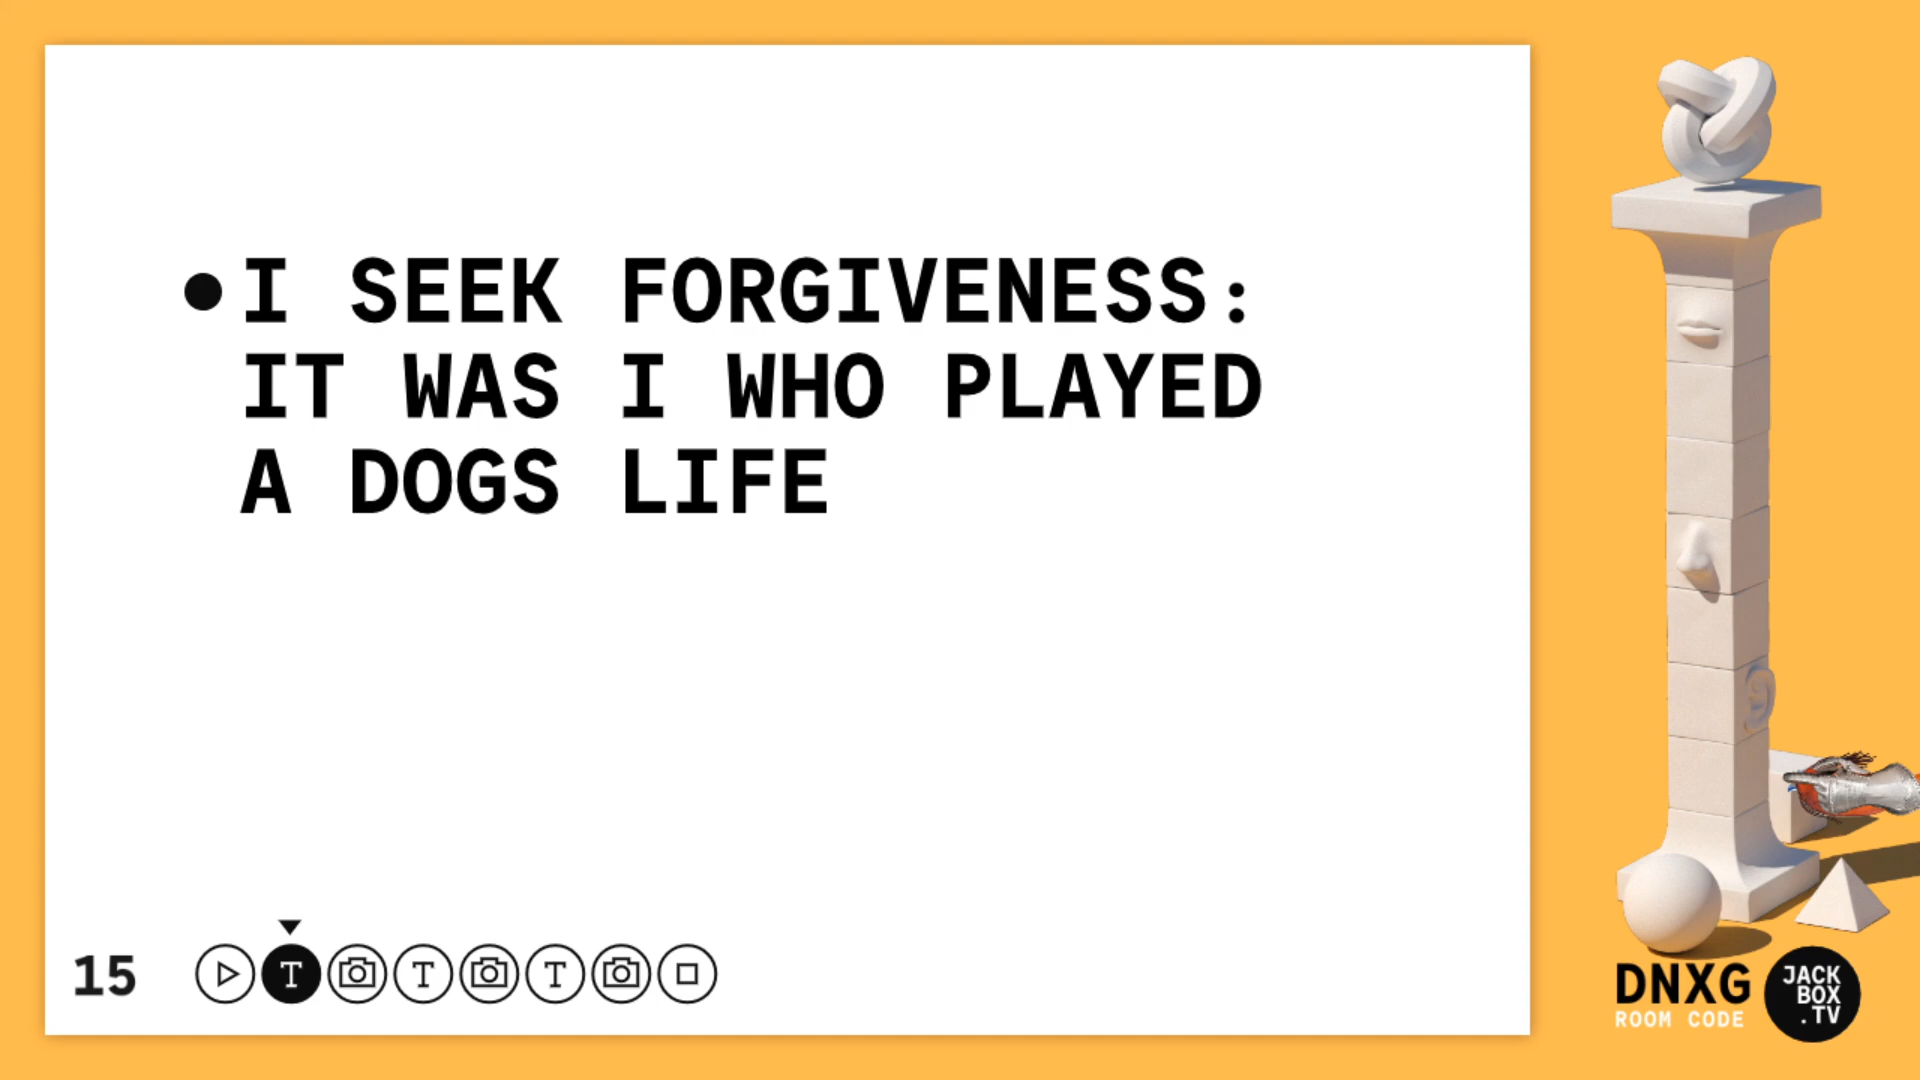 I SEEK FORGIVENESS:
IT WAS I WHO PLAYED
A DOGS LIFE
15
T
T
T
DNXG
ROOM CODE
JACK
BOX
.TV